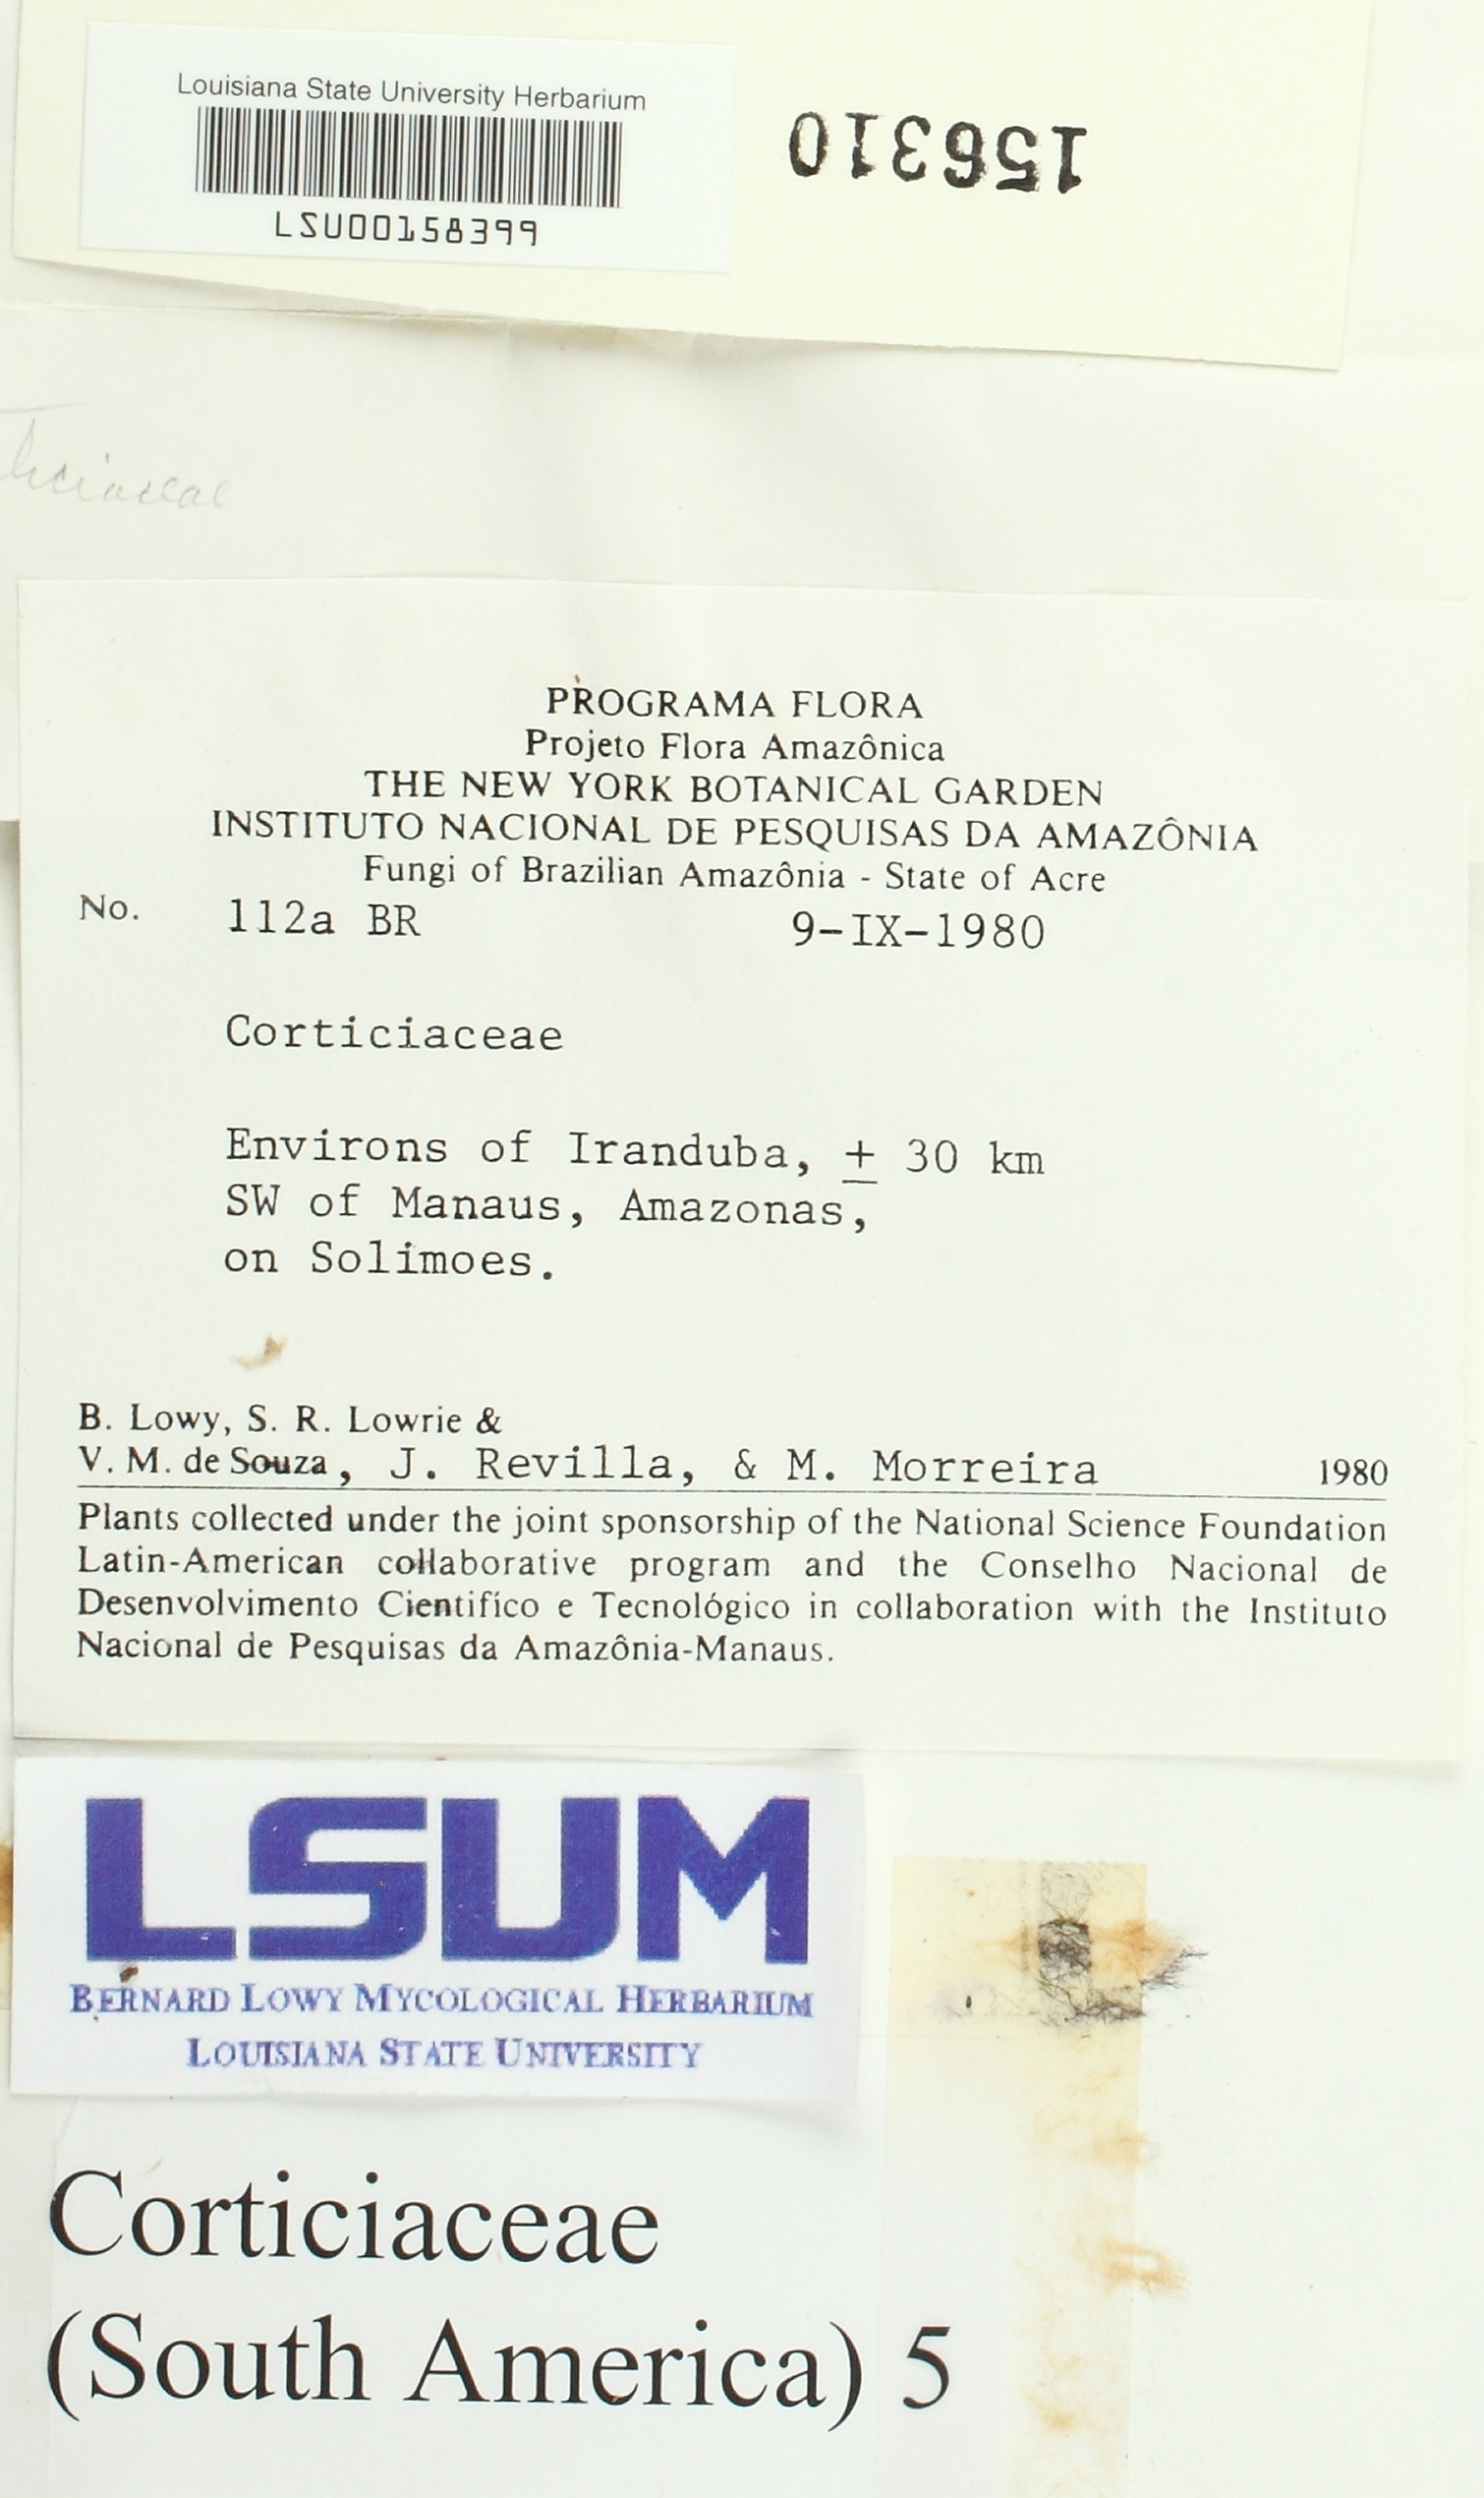 Louisiana State University Herbarium
LSU00158399
156310
PROGRAMA FLORA
Projeto Flora Amazônica
THE NEW YORK BOTANICAL GARDEN
INSTITUTO NACIONAL DE PESQUISAS DA AMAZÔNIA
Fungi of Brazilian Amazônia - State of Acre
No. 112a BR 9-IX-1980
Corticiaceae
Environs of Iranduba, ± 30 km
SW of Manaus, Amazonas,
on Solimoes.
B. Lowy, S. R. Lowrie &
V. M. de Souza, J. Revilla, & M. Morreira 1980
Plants collected under the joint sponsorship of the National Science Foundation
Latin-American collaborative program and the Conselho Nacional de
Desenvolvimento Cientifíco e Tecnológico in collaboration with the Instituto
Nacional de Pesquisas da Amazônia-Manaus.
LSUM
BERNARD LOWY MYCOLOGICAL HERBARIUM
LOUISIANA STATE UNIVERSITY
Corticiaceae
(South America) 5